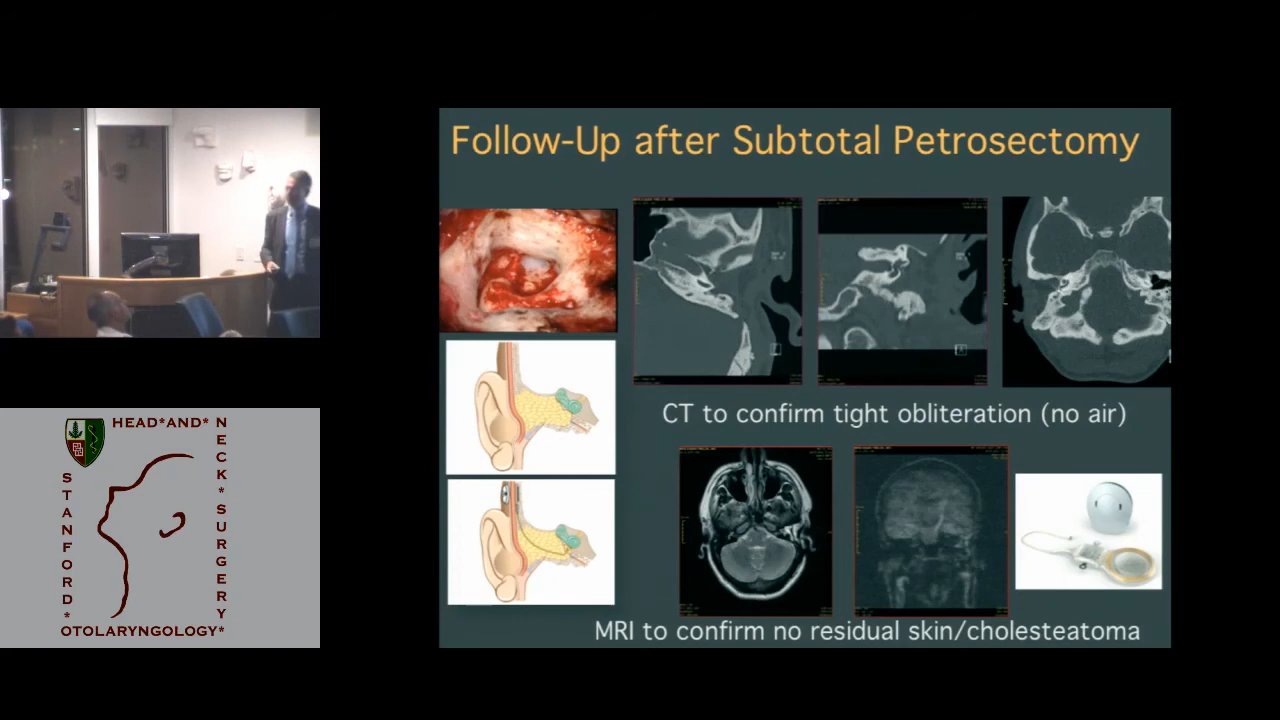 Follow-Up after Subtotal Petrosectomy
CT to confirm tight obliteration (no air)
MRI to confirm no residual skin/cholesteatoma
HEAD*AND*
NECK*SURGERY*
STANFORD*
OTOLARYNGOLOGY*